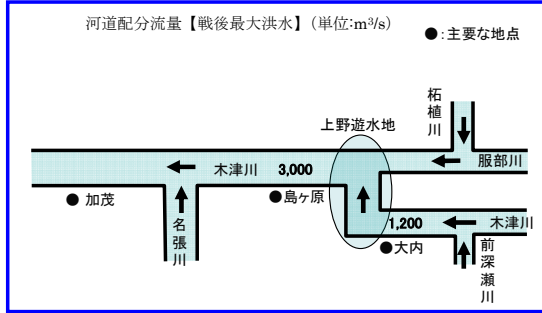 河道配分流量【戦後最大洪水】(単位:m³/s)
●:主要な地点
柘植川
上野遊水地
服部川
木津川
3,000
●島ヶ原
●加茂
名張川
1,200
木津川
●大内
前深瀬川